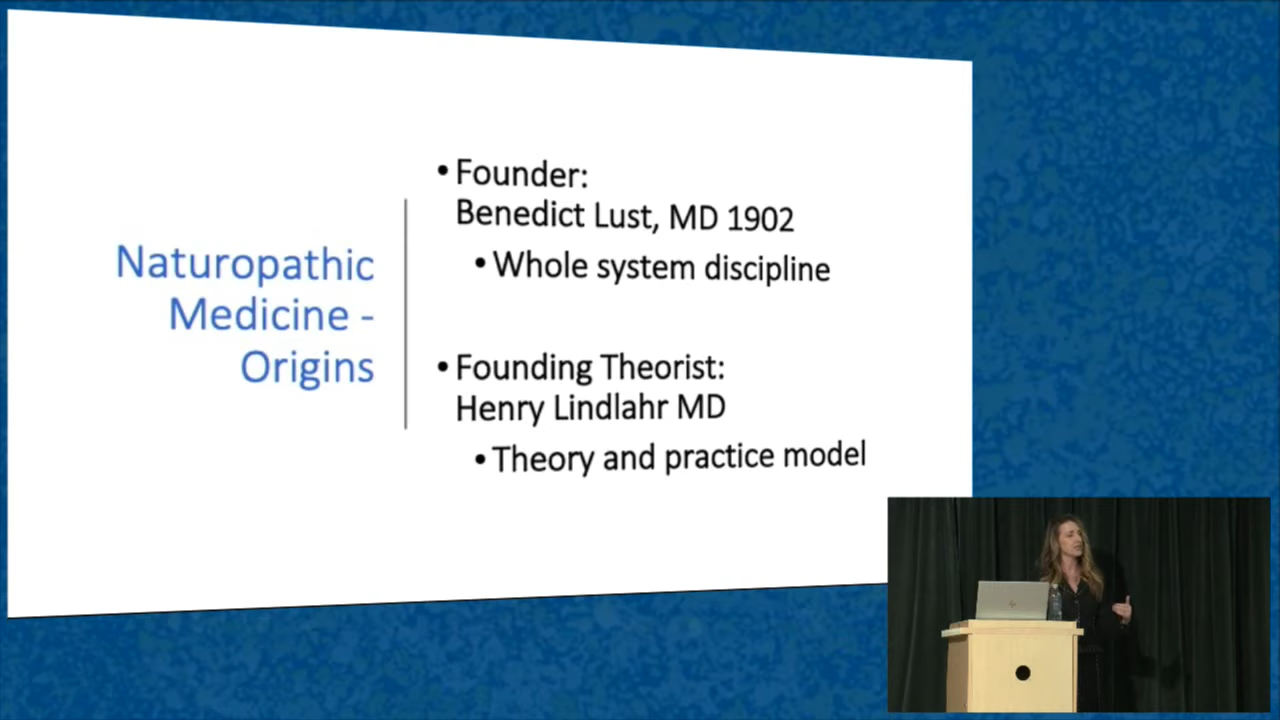 Naturopathic
Medicine -
Origins
• Founder:
Benedict Lust, MD 1902
• Whole system discipline
• Founding Theorist:
Henry Lindlahr MD
• Theory and practice model